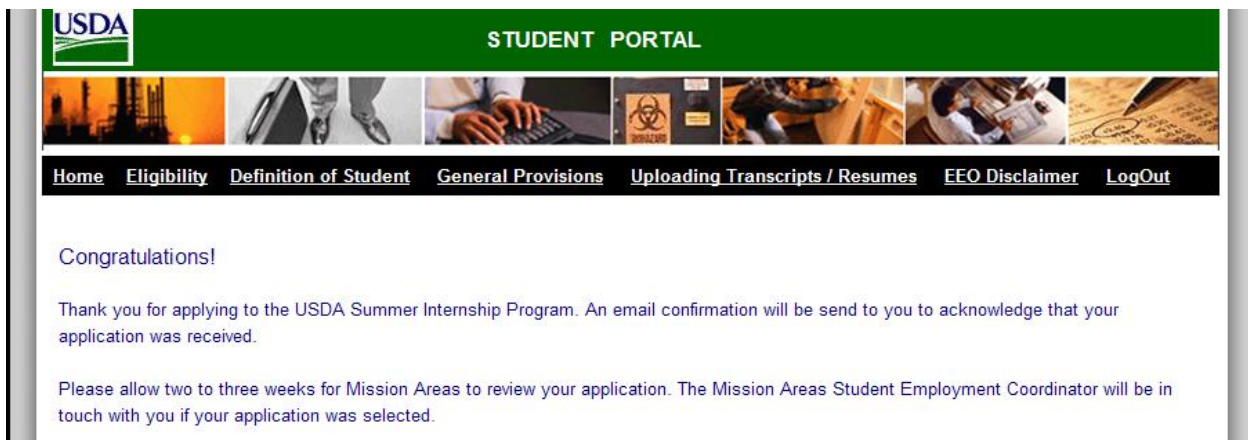 USDA
STUDENT PORTAL
Home Eligibility Definition of Student General Provisions Uploading Transcripts / Resumes EEO Disclaimer LogOut
Congratulations!
Thank you for applying to the USDA Summer Internship Program. An email confirmation will be send to you to acknowledge that your
application was received.
Please allow two to three weeks for Mission Areas to review your application. The Mission Areas Student Employment Coordinator will be in
touch with you if your application was selected.